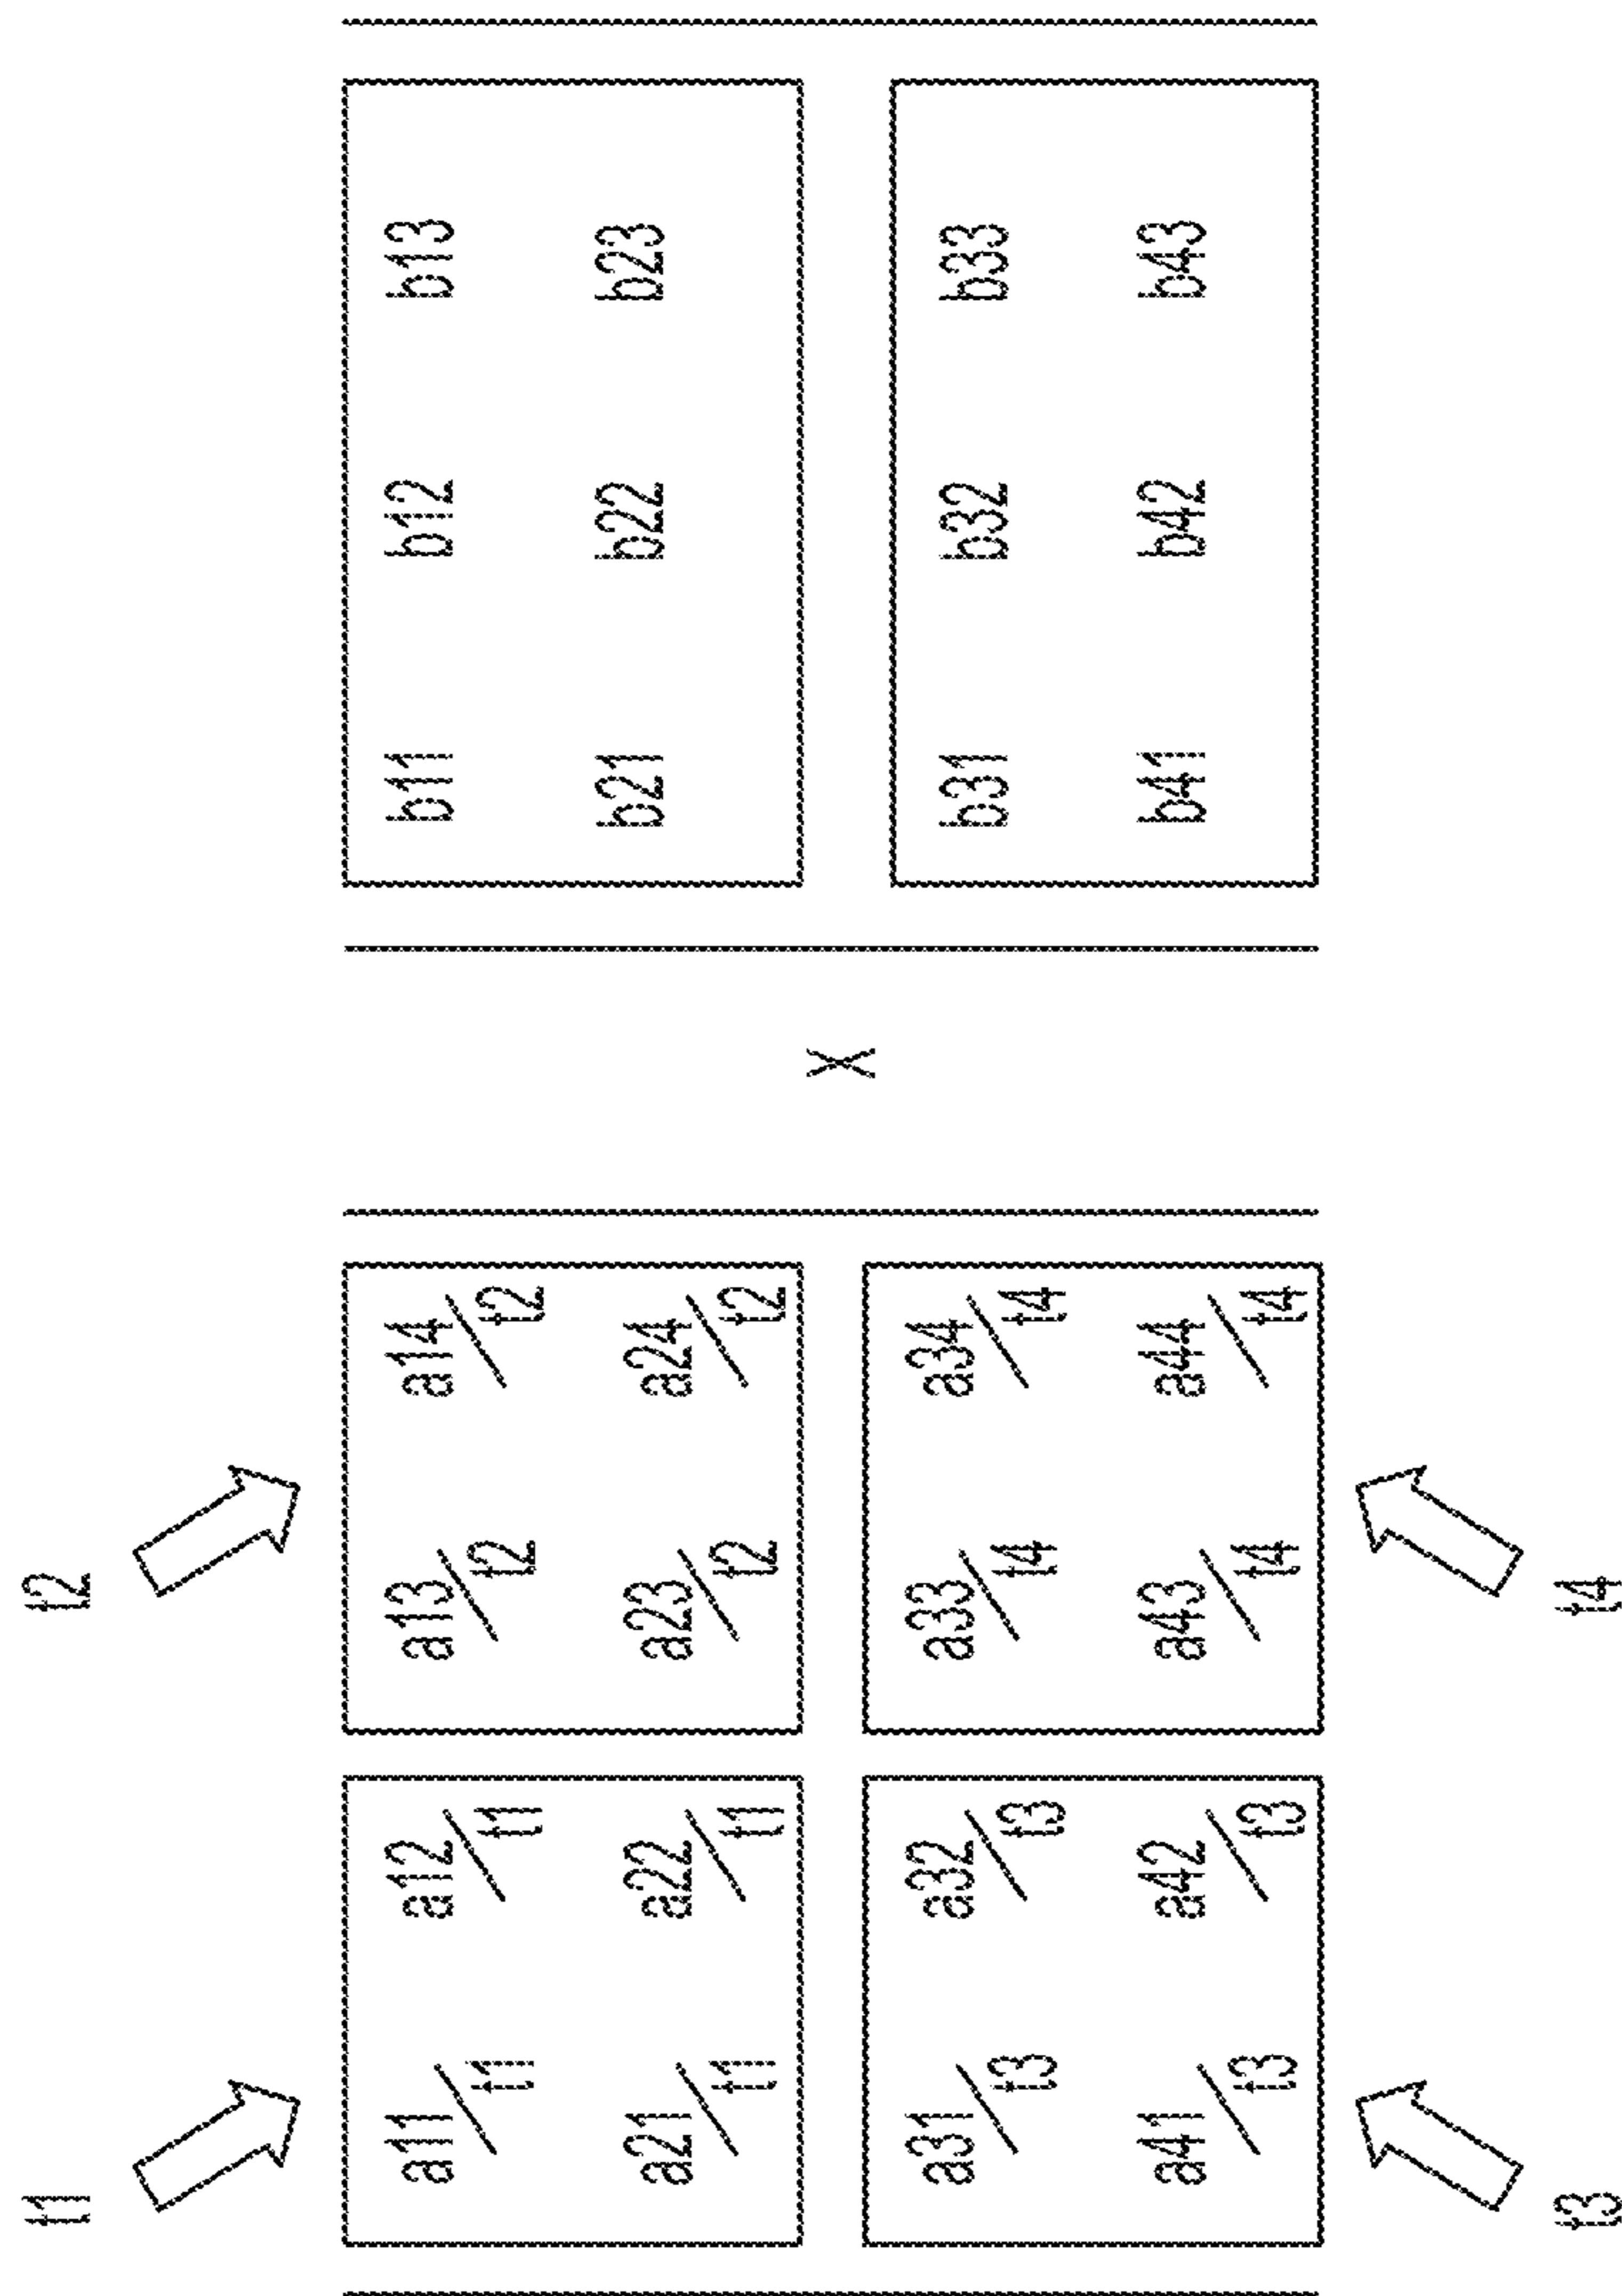 t1 t2
a11/t1 a12/t1 a13/t2 a14/t2 b11 b12 b13
a21/t1 a22/t1 a23/t2 a24/t2 b21 b22 b23
X
a31/t3 a32/t3 a33/t4 a34/t4 b31 b32 b33
a41/t3 a42/t3 a43/t4 a44/t4 b41 b42 b43
t3 t4